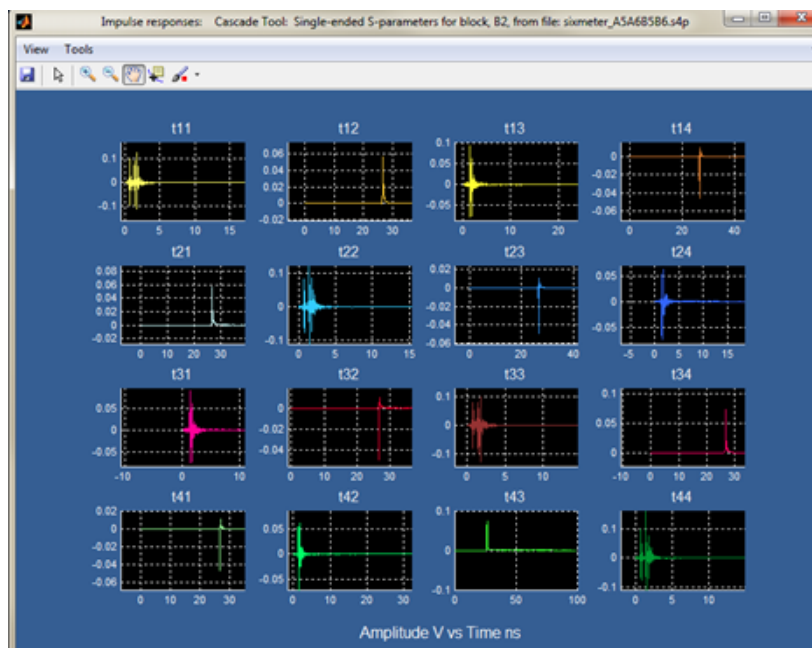 Impulse responses: Cascade Tool: Single-ended S-parameters for block, B2, from file: sixmeter_A5A6B5B6.s4p
View Tools
t11 t12 t13 t14
0.1 0 -0.1 0 5 10 15
0.06 0.04 0.02 0 -0.02 0 10 20 30
0.1 0.05 0 -0.05 0 10 20
0 -0.02 -0.04 -0.06 0 20 40
t21 t22 t23 t24
0.08 0.06 0.04 0.02 0 -0.02 0 10 20 30
0.1 0 -0.1 0 5 10 15
0.02 0 -0.02 -0.04 -0.06 0 20 40
0.05 0 -0.05 -5 0 5 10 15
t31 t32 t33 t34
0.05 0 -0.05 -10 0 10
0 -0.02 -0.04 0 10 20 30
0.1 0 -0.1 0 5 10 15
0.1 0.05 0 -10 0 10 20 30
t41 t42 t43 t44
0.02 0 -0.02 -0.04 -0.06 0 10 20 30
0.05 0 -0.05 0 10 20 30
0.1 0 -0.1 0 50 100
0.1 0 -0.1 0 5 10
Amplitude V vs Time ns